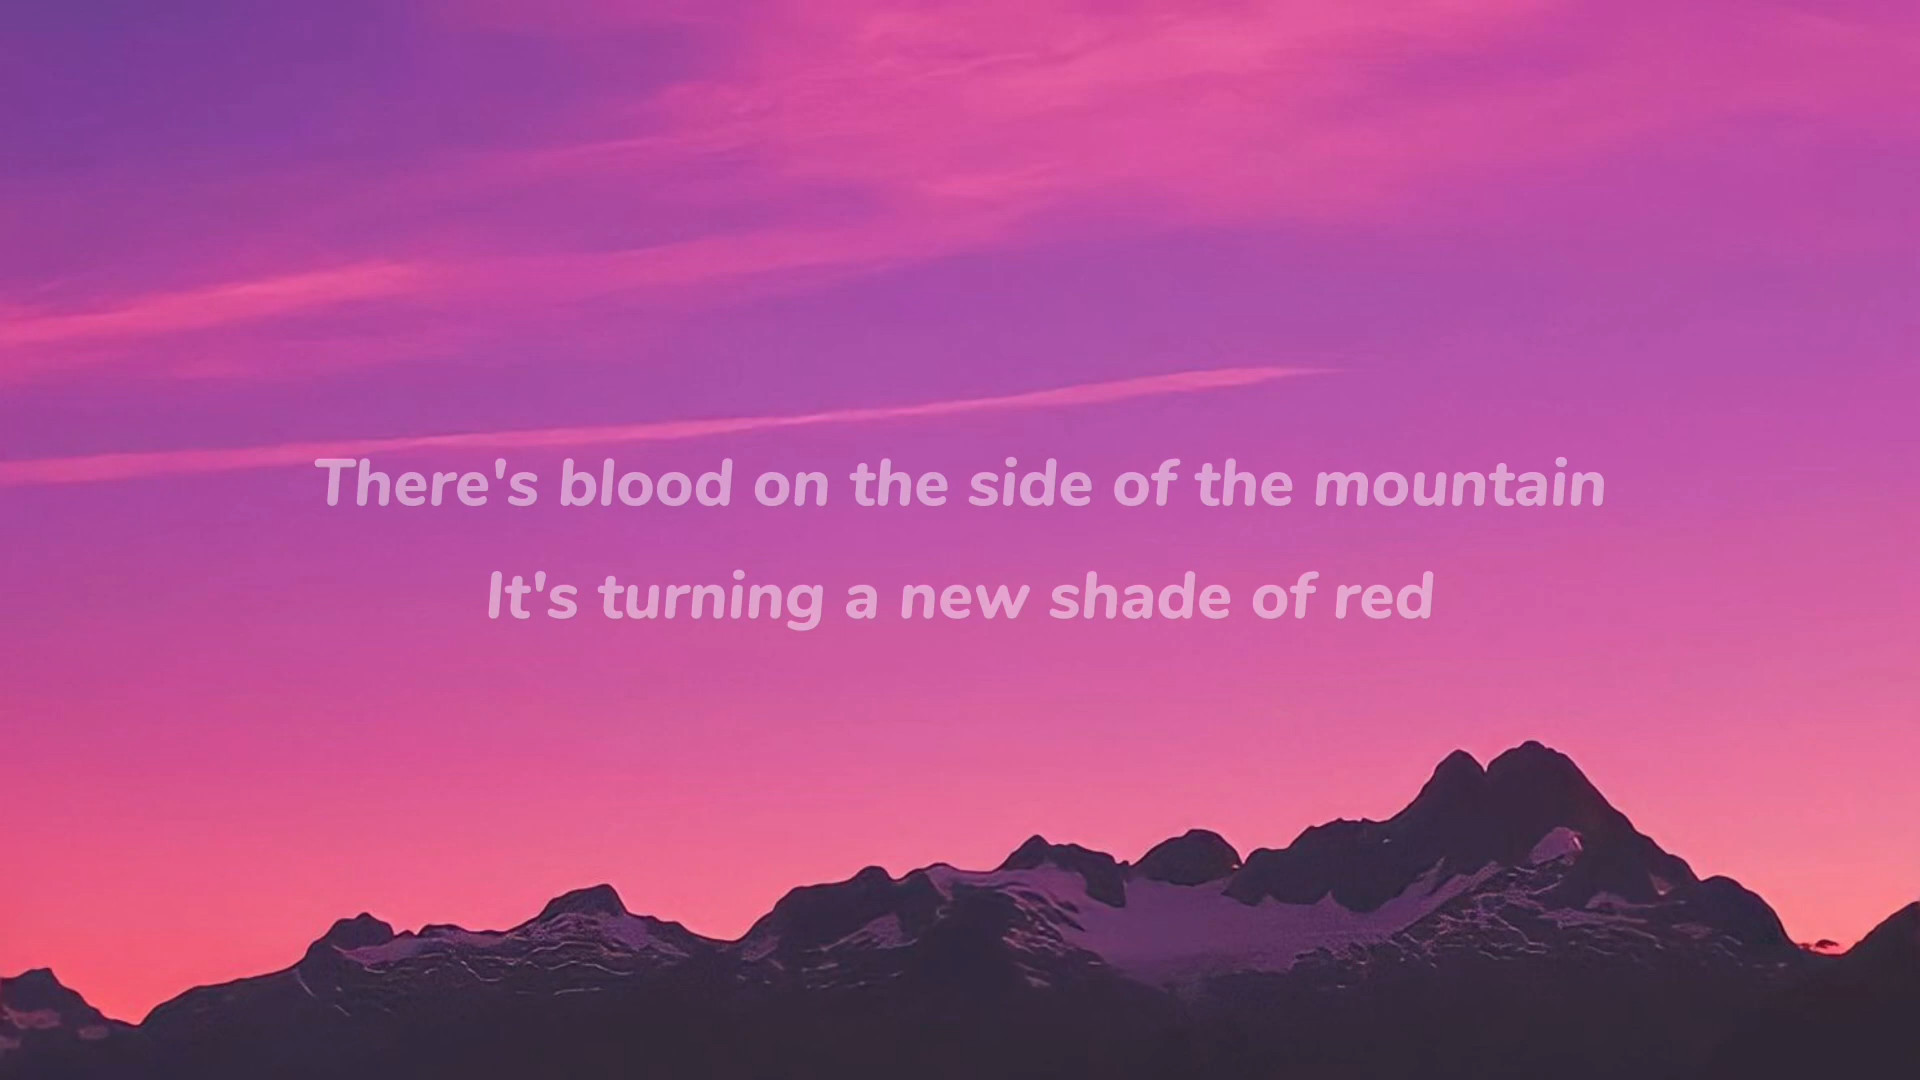 There's blood on the side of the mountain
It's turning a new shade of red